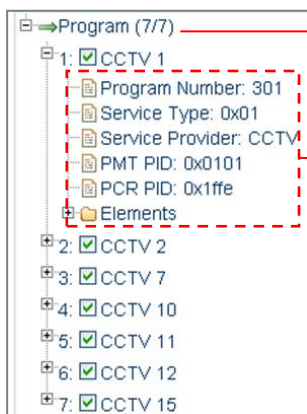 Program (7/7)
1: CCTV 1
Program Number: 301
Service Type: 0x01
Service Provider: CCTV
PMT PID: 0x0101
PCR PID: 0x1ffe
Elements
2: CCTV 2
3: CCTV 7
4: CCTV 10
5: CCTV 11
6: CCTV 12
7: CCTV 15